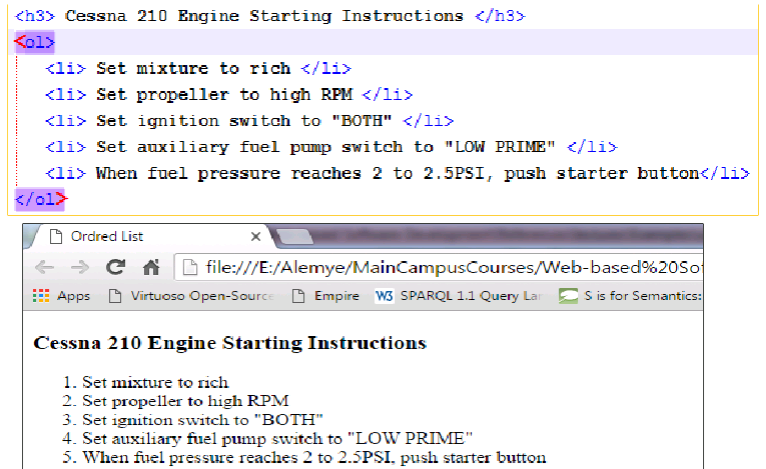 <h3> Cessna 210 Engine Starting Instructions </h3>
<ol>
<li> Set mixture to rich </li>
<li> Set propeller to high RPM </li>
<li> Set ignition switch to "BOTH" </li>
<li> Set auxiliary fuel pump switch to "LOW PRIME" </li>
<li> When fuel pressure reaches 2 to 2.5PSI, push starter button</li>
</ol>
Ordred List
file:///E:/Alemye/MainCampusCourses/Web-based%20So
Apps Virtuoso Open-Source Empire W3 SPARQL 1.1 Query Lan S is for Semantics:
Cessna 210 Engine Starting Instructions
1. Set mixture to rich
2. Set propeller to high RPM
3. Set ignition switch to "BOTH"
4. Set auxiliary fuel pump switch to "LOW PRIME"
5. When fuel pressure reaches 2 to 2.5PSI, push starter button